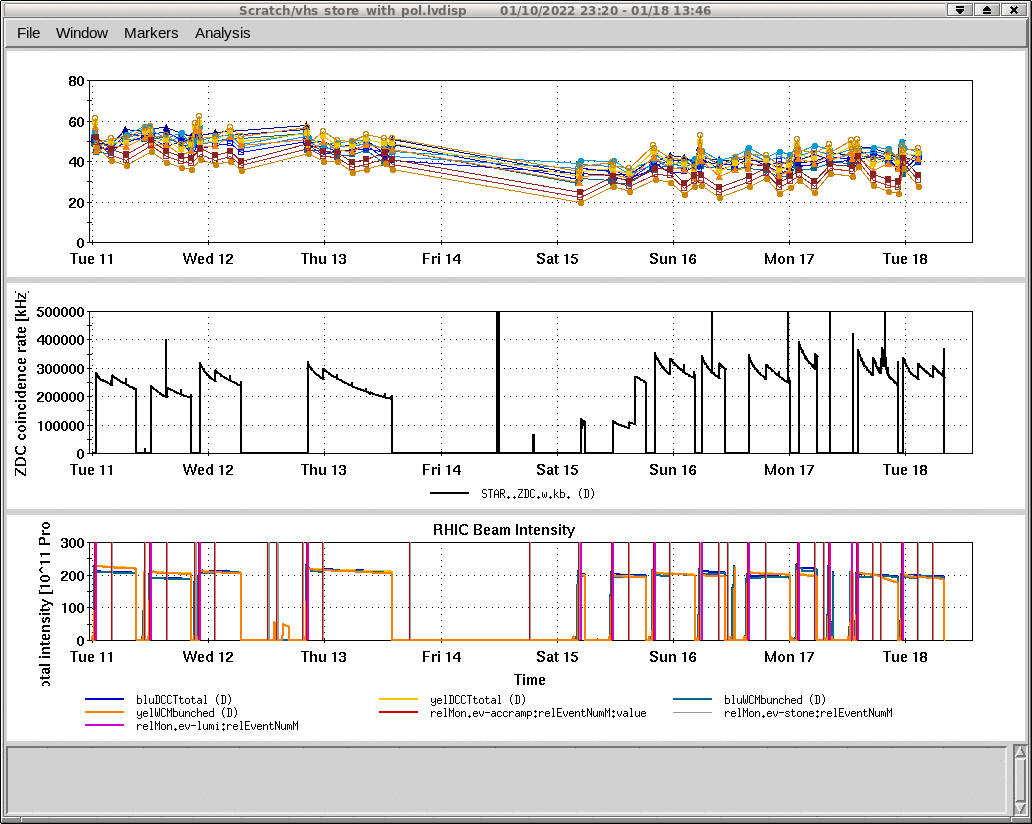 Scratch/vhs_store_with_pol.lvdisp 01/10/2022 23:20 - 01/18 13:46
File Window Markers Analysis
80
60
40
20
0
Tue 11 Wed 12 Thu 13 Fri 14 Sat 15 Sun 16 Mon 17 Tue 18
ZDC coincidence rate [kHz]
500000
400000
300000
200000
100000
0
Tue 11 Wed 12 Thu 13 Fri 14 Sat 15 Sun 16 Mon 17 Tue 18
STAR..ZDC.w.kb. (D)
RHIC Beam Intensity
otal intensity [10^11 Pro
300
200
100
0
Tue 11 Wed 12 Thu 13 Fri 14 Sat 15 Sun 16 Mon 17 Tue 18
Time
bluDCCTtotal (D) yelDCCTtotal (D) bluWCMbunched (D)
yelWCMbunched (D) relMon.ev-accramp:relEventNumM:value relMon.ev-stone:relEventNumM
relMon.ev-lumi:relEventNumM